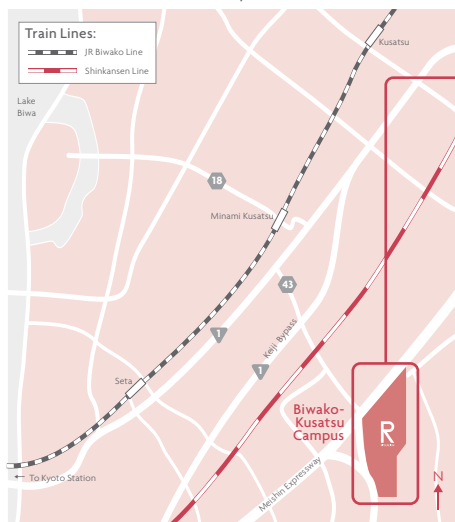 Train Lines:
JR Biwako Line
Shinkansen Line
Kusatsu
Lake
Biwa
18
Minami Kusatsu
43
1
Keiji Bypass
1
Seta
Biwako-
Kusatsu
Campus
R
Meishin Expressway
← To Kyoto Station
N